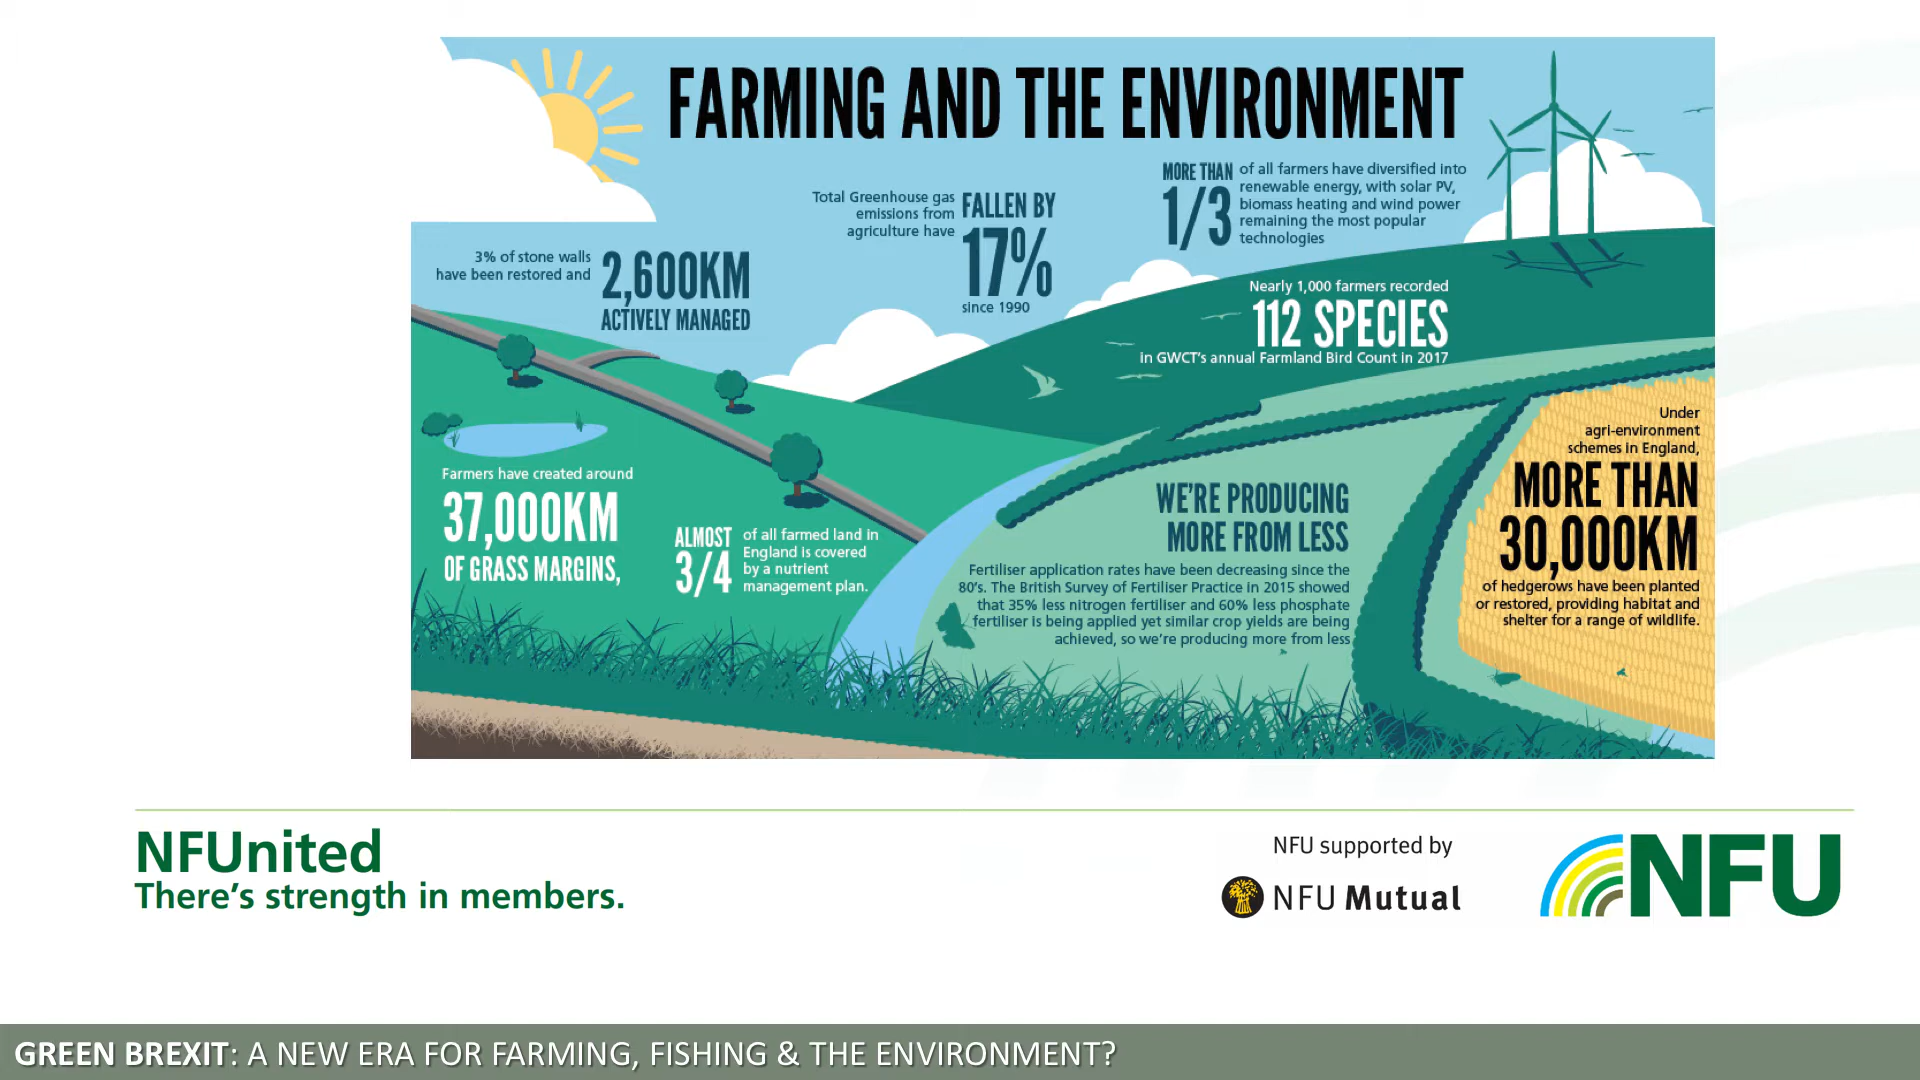 FARMING AND THE ENVIRONMENT
MORE THAN
1/3
of all farmers have diversified into
renewable energy, with solar PV,
biomass heating and wind power
remaining the most popular
technologies
Total Greenhouse gas
emissions from
agriculture have
FALLEN BY
17%
since 1990
3% of stone walls
have been restored and
2,600KM
ACTIVELY MANAGED
Nearly 1,000 farmers recorded
112 SPECIES
in GWCT's annual Farmland Bird Count in 2017
Under
agri-environment
schemes in England,
MORE THAN
30,000KM
of hedgerows have been planted
or restored, providing habitat and
shelter for a range of wildlife.
Farmers have created around
37,000KM
OF GRASS MARGINS,
ALMOST
3/4
of all farmed land in
England is covered
by a nutrient
management plan.
WE'RE PRODUCING
MORE FROM LESS
Fertiliser application rates have been decreasing since the
80's. The British Survey of Fertiliser Practice in 2015 showed
that 35% less nitrogen fertiliser and 60% less phosphate
fertiliser is being applied yet similar crop yields are being
achieved, so we're producing more from less
NFUnited
There's strength in members.
NFU supported by
NFU Mutual
NFU
GREEN BREXIT: A NEW ERA FOR FARMING, FISHING & THE ENVIRONMENT?